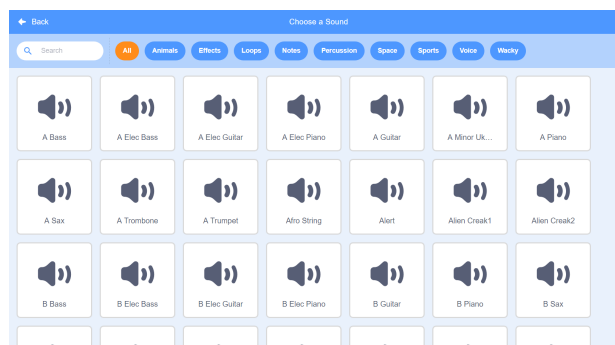 Back
Choose a Sound
Search
All Animals Effects Loops Notes Percussion Space Sports Voice Wacky
A Bass A Elec Bass A Elec Guitar A Elec Piano A Guitar A Minor Uk... A Piano
A Sax A Trombone A Trumpet Afro String Alert Alien Creak1 Alien Creak2
B Bass B Elec Bass B Elec Guitar B Elec Piano B Guitar B Piano B Sax